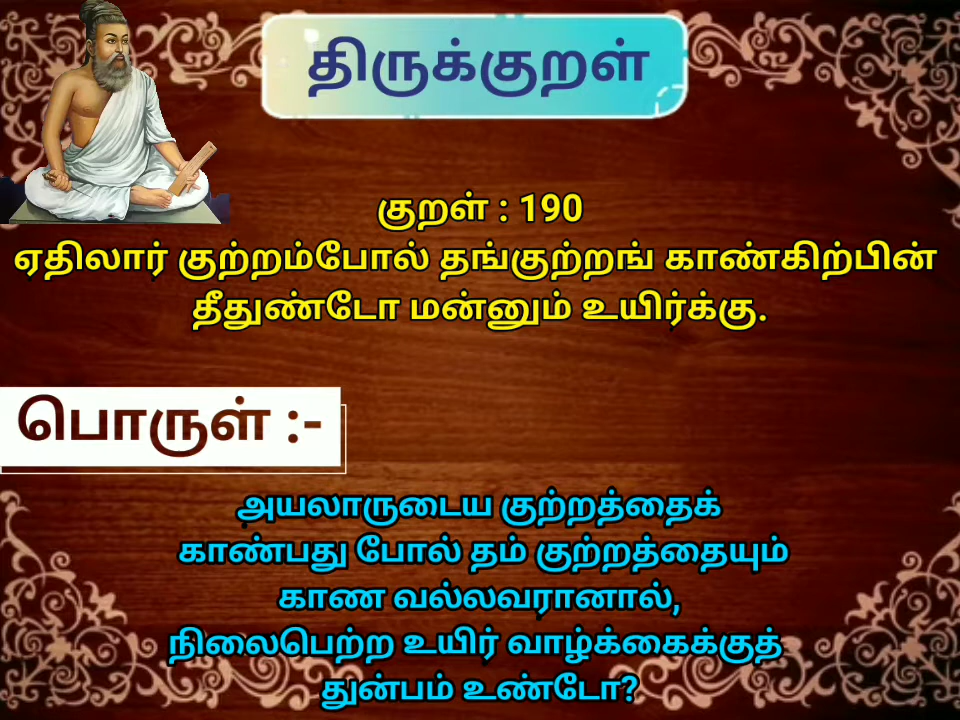 திருக்குறள்
குறள் : 190
ஏதிலார் குற்றம்போல் தங்குற்றங் காண்கிற்பின்
தீதுண்டோ மன்னும் உயிர்க்கு.
பொருள் :-
அயலாருடைய குற்றத்தைக்
காண்பது போல் தம் குற்றத்தையும்
காண வல்லவரானால்,
நிலைபெற்ற உயிர் வாழ்க்கைக்குத்
துன்பம் உண்டோ?